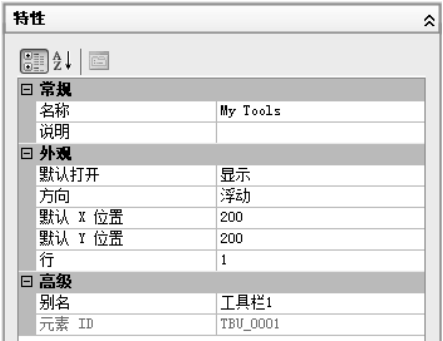 特性
常规
名称 My Tools
说明
外观
默认打开 显示
方向 浮动
默认 X 位置 200
默认 Y 位置 200
行 1
高级
别名 工具栏1
元素 ID TBU_0001